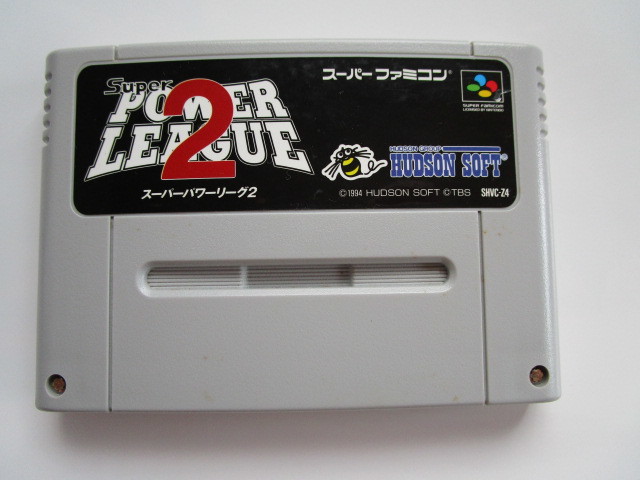 Super
POWER
LEAGUE
2
スーパーパワーリーグ2
スーパーファミコン®
SUPER Famicom
LICENSED BY NINTENDO
HUDSON GROUP
HUDSON SOFT®
©1994 HUDSON SOFT ©TBS
SHVC-Z4